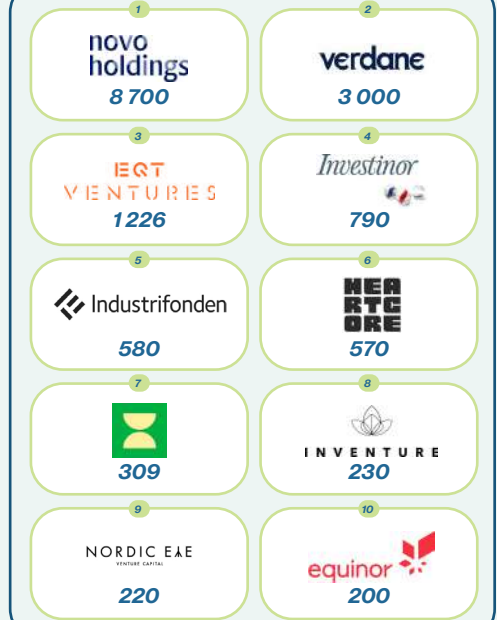 1
novo
holdings
8 700
2
verdane
3 000
3
EQT
VENTURES
1 226
4
Investinor
790
5
Industrifonden
580
6
HEA
RTC
ORE
570
7
309
8
INVENTURE
230
9
NORDIC EYE
VENTURE CAPITAL
220
10
equinor
200